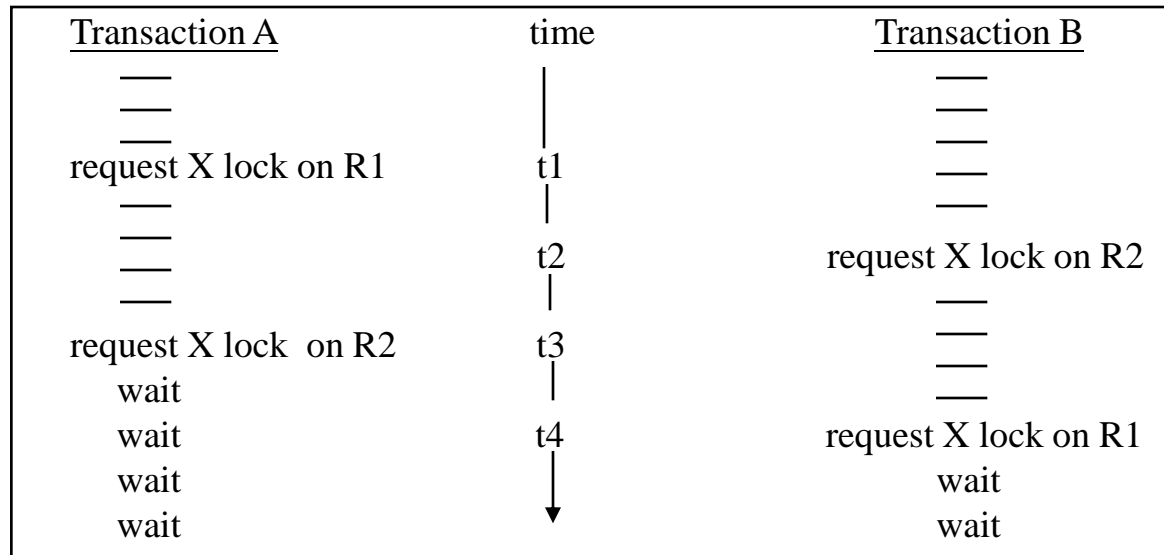 Transaction A time Transaction B
request X lock on R1 t1
t2 request X lock on R2
request X lock on R2 t3
wait
wait t4 request X lock on R1
wait wait
wait wait